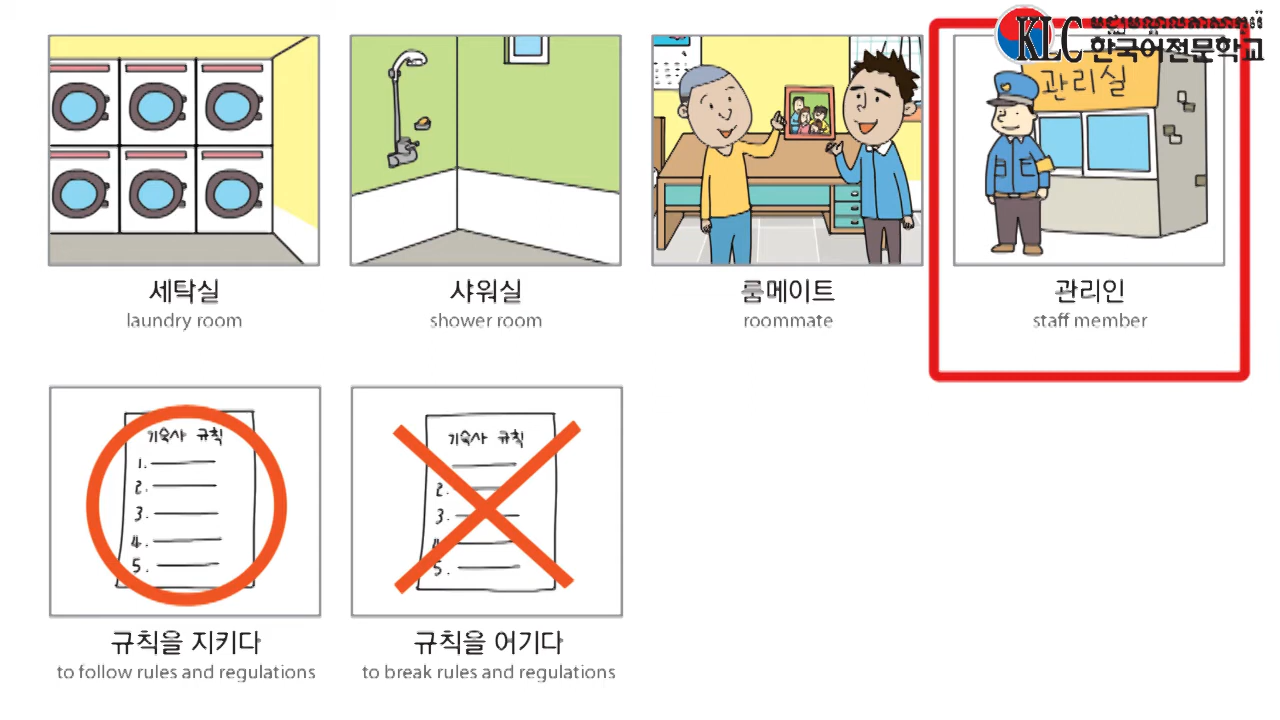 KLC
한국어전문학교
관리실
세탁실
laundry room
샤워실
shower room
룸메이트
roommate
관리인
staff member
기숙사 규칙
1.
2.
3.
4.
5.
기숙사 규칙
2.
3.
4
5.
규칙을 지키다
to follow rules and regulations
규칙을 어기다
to break rules and regulations